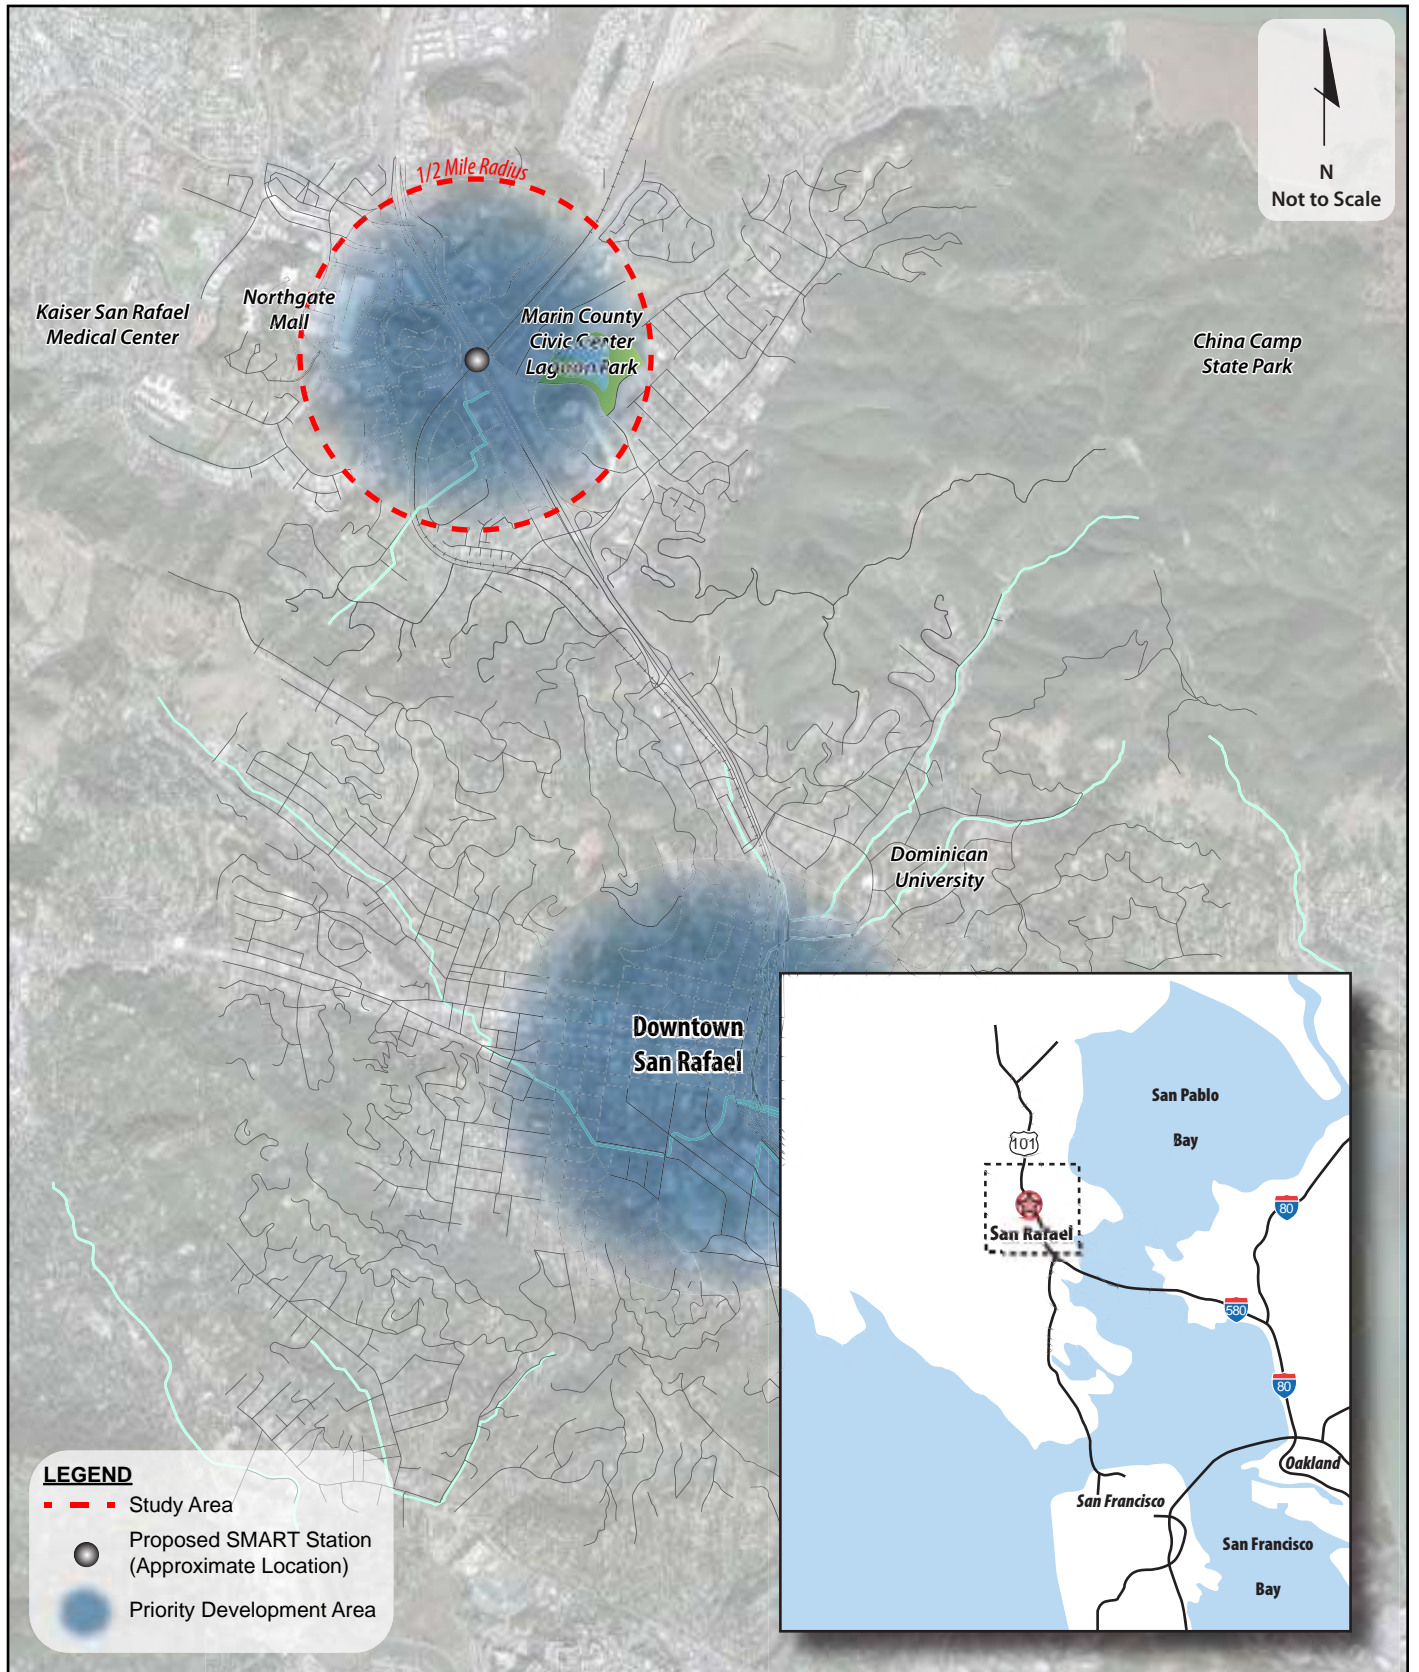 N
Not to Scale
1/2 Mile Radius
Kaiser San Rafael
Medical Center
Northgate
Mall
Marin County
Civic Center
Lagoon Park
China Camp
State Park
Dominican
University
Downtown
San Rafael
San Pablo
Bay
101
San Rafael
80
580
80
Oakland
San Francisco
San Francisco
Bay
LEGEND
Study Area
Proposed SMART Station
(Approximate Location)
Priority Development Area